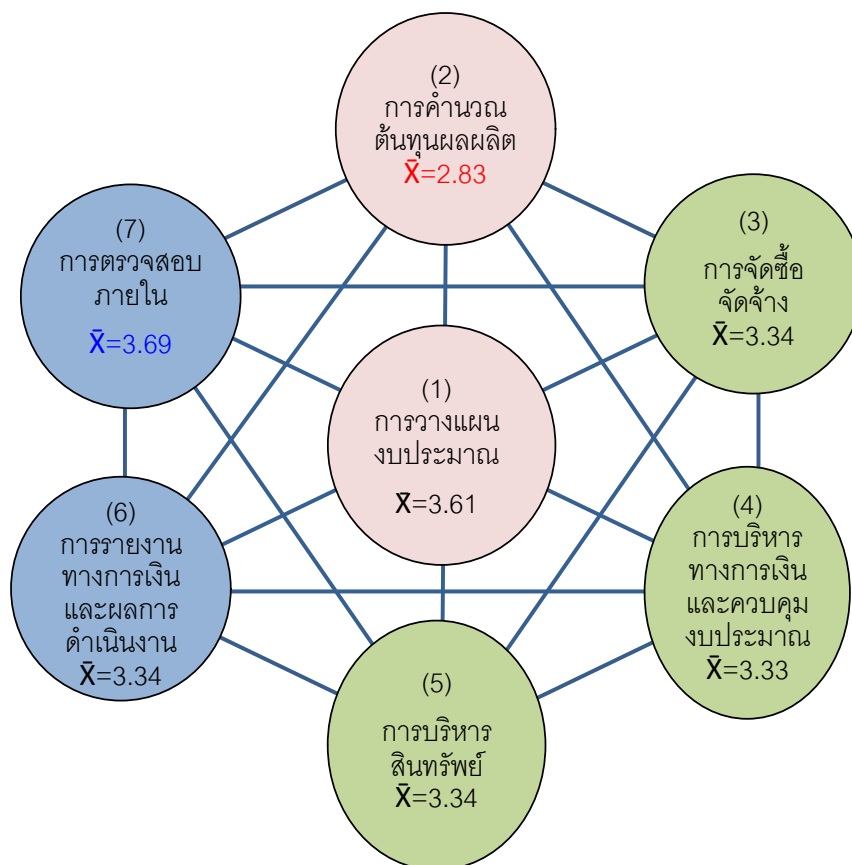 (2)
การคำนวณ
ต้นทุนผลผลิต
X̄=2.83
(7)
การตรวจสอบ
ภายใน
X̄=3.69
(3)
การจัดซื้อ
จัดจ้าง
X̄=3.34
(1)
การวางแผน
งบประมาณ
X̄=3.61
(6)
การรายงาน
ทางการเงิน
และผลการ
ดำเนินงาน
X̄=3.34
(4)
การบริหาร
ทางการเงิน
และควบคุม
งบประมาณ
X̄=3.33
(5)
การบริหาร
สินทรัพย์
X̄=3.34